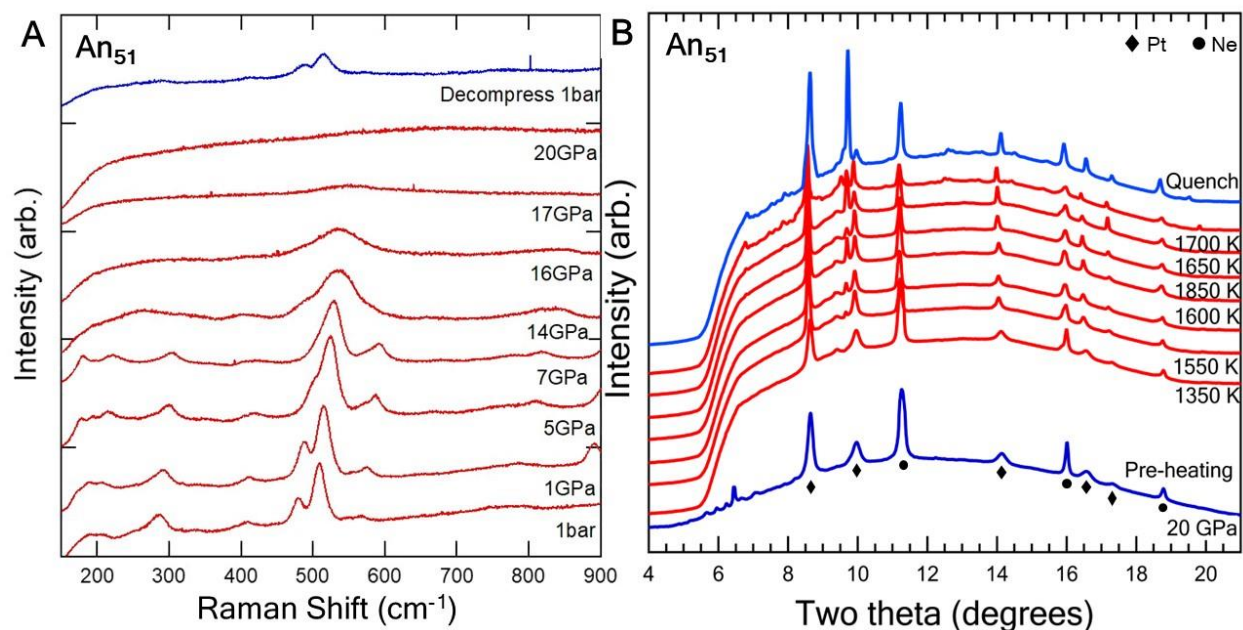 A
An51
Decompress 1bar
20GPa
17GPa
16GPa
14GPa
7GPa
5GPa
1GPa
1bar
Intensity (arb.)
200 300 400 500 600 700 800 900
Raman Shift (cm-1)
B
An51
♦ Pt ● Ne
Quench
1700 K
1650 K
1850 K
1600 K
1550 K
1350 K
Pre-heating
20 GPa
Intensity (arb.)
4 6 8 10 12 14 16 18 20
Two theta (degrees)